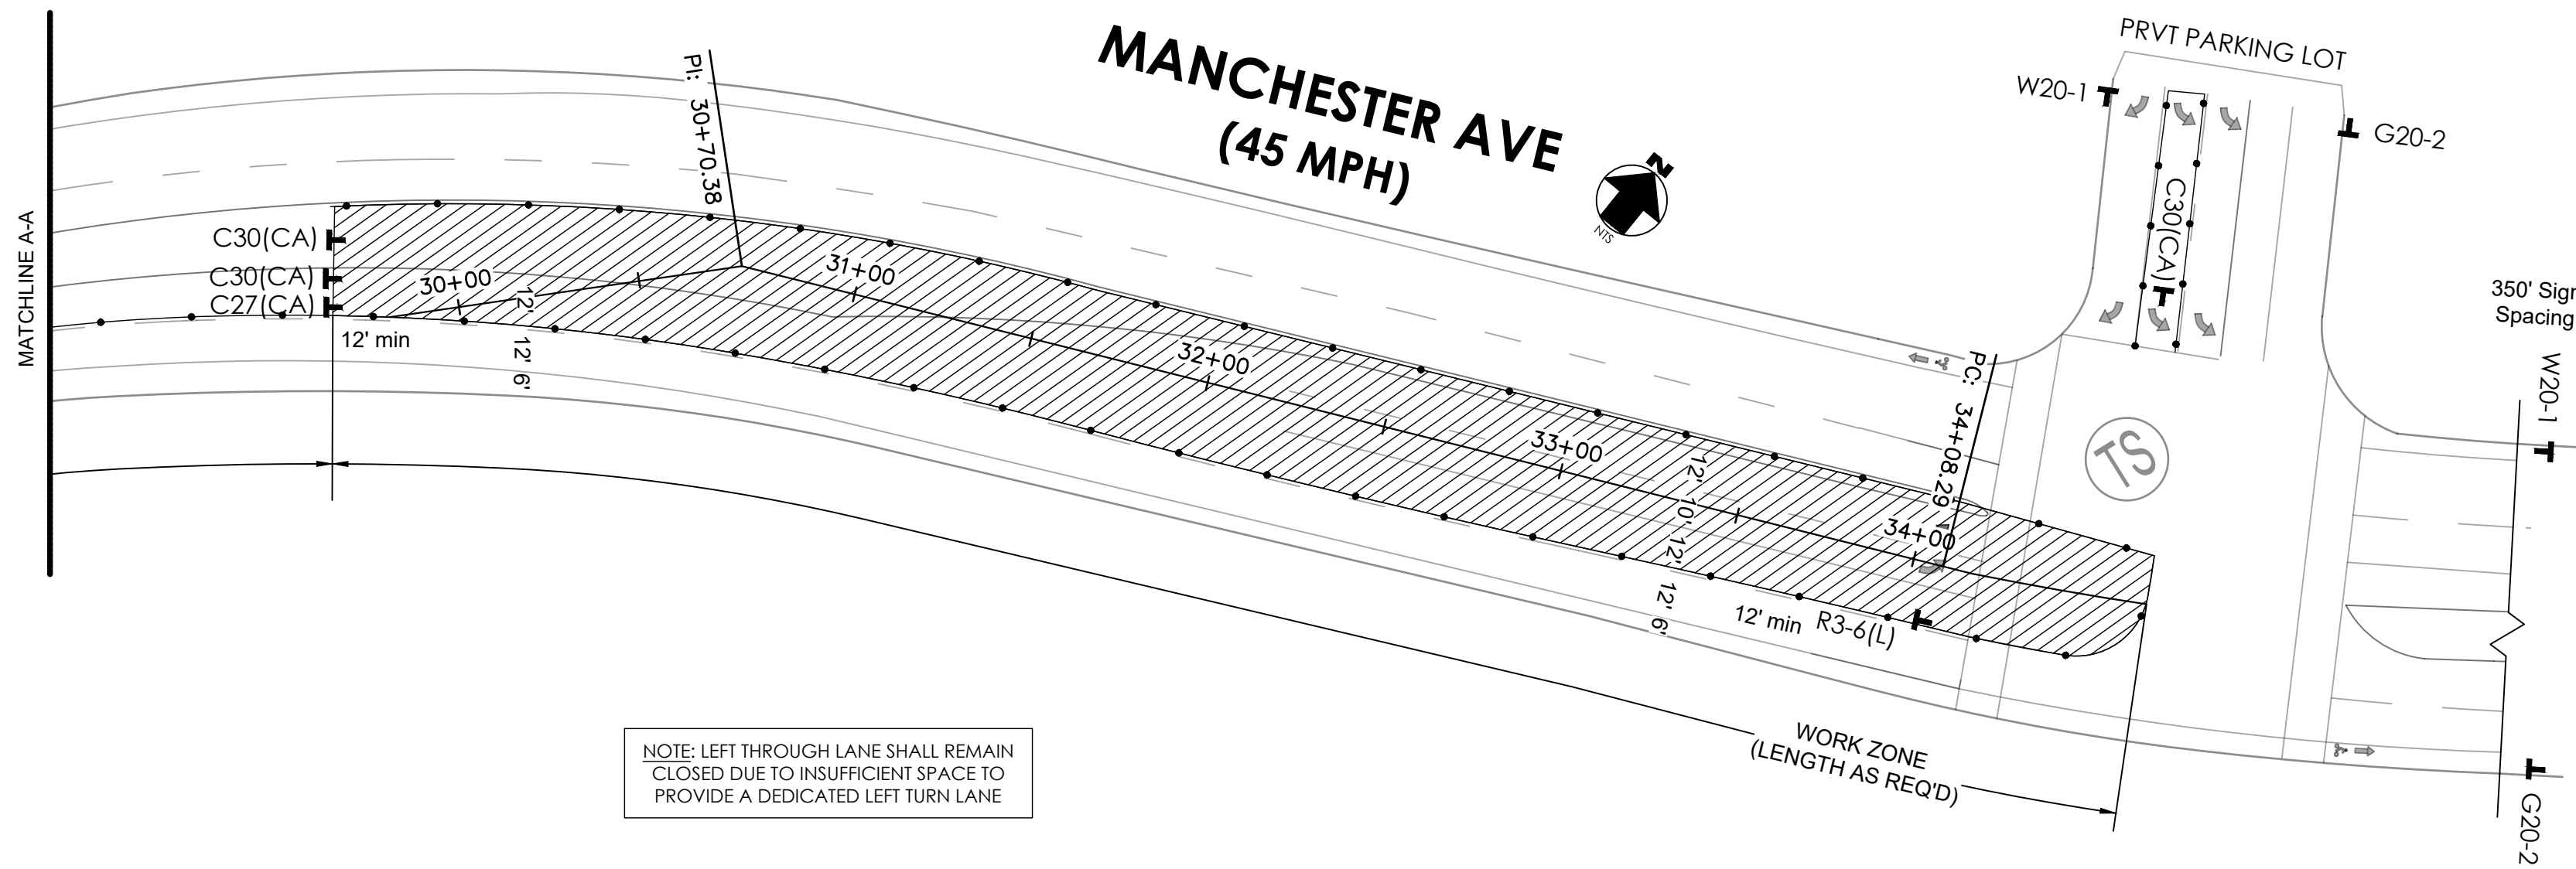 MATCHLINE A-A
C30(CA)
C30(CA)
C27(CA)
12' min
30+00
12'
12'
6'
PI: 30+70.38
31+00
MANCHESTER AVE
(45 MPH)
N
NTS
32+00
33+00
12'
10'
12'
12'
6'
12' min
R3-6(L)
34+00
PC: 34+08.29
PRVT PARKING LOT
W20-1
G20-2
C30(CA)
TS
350' Sign
Spacing
W20-1
G20-2
WORK ZONE
(LENGTH AS REQ'D)
NOTE: LEFT THROUGH LANE SHALL REMAIN
CLOSED DUE TO INSUFFICIENT SPACE TO
PROVIDE A DEDICATED LEFT TURN LANE